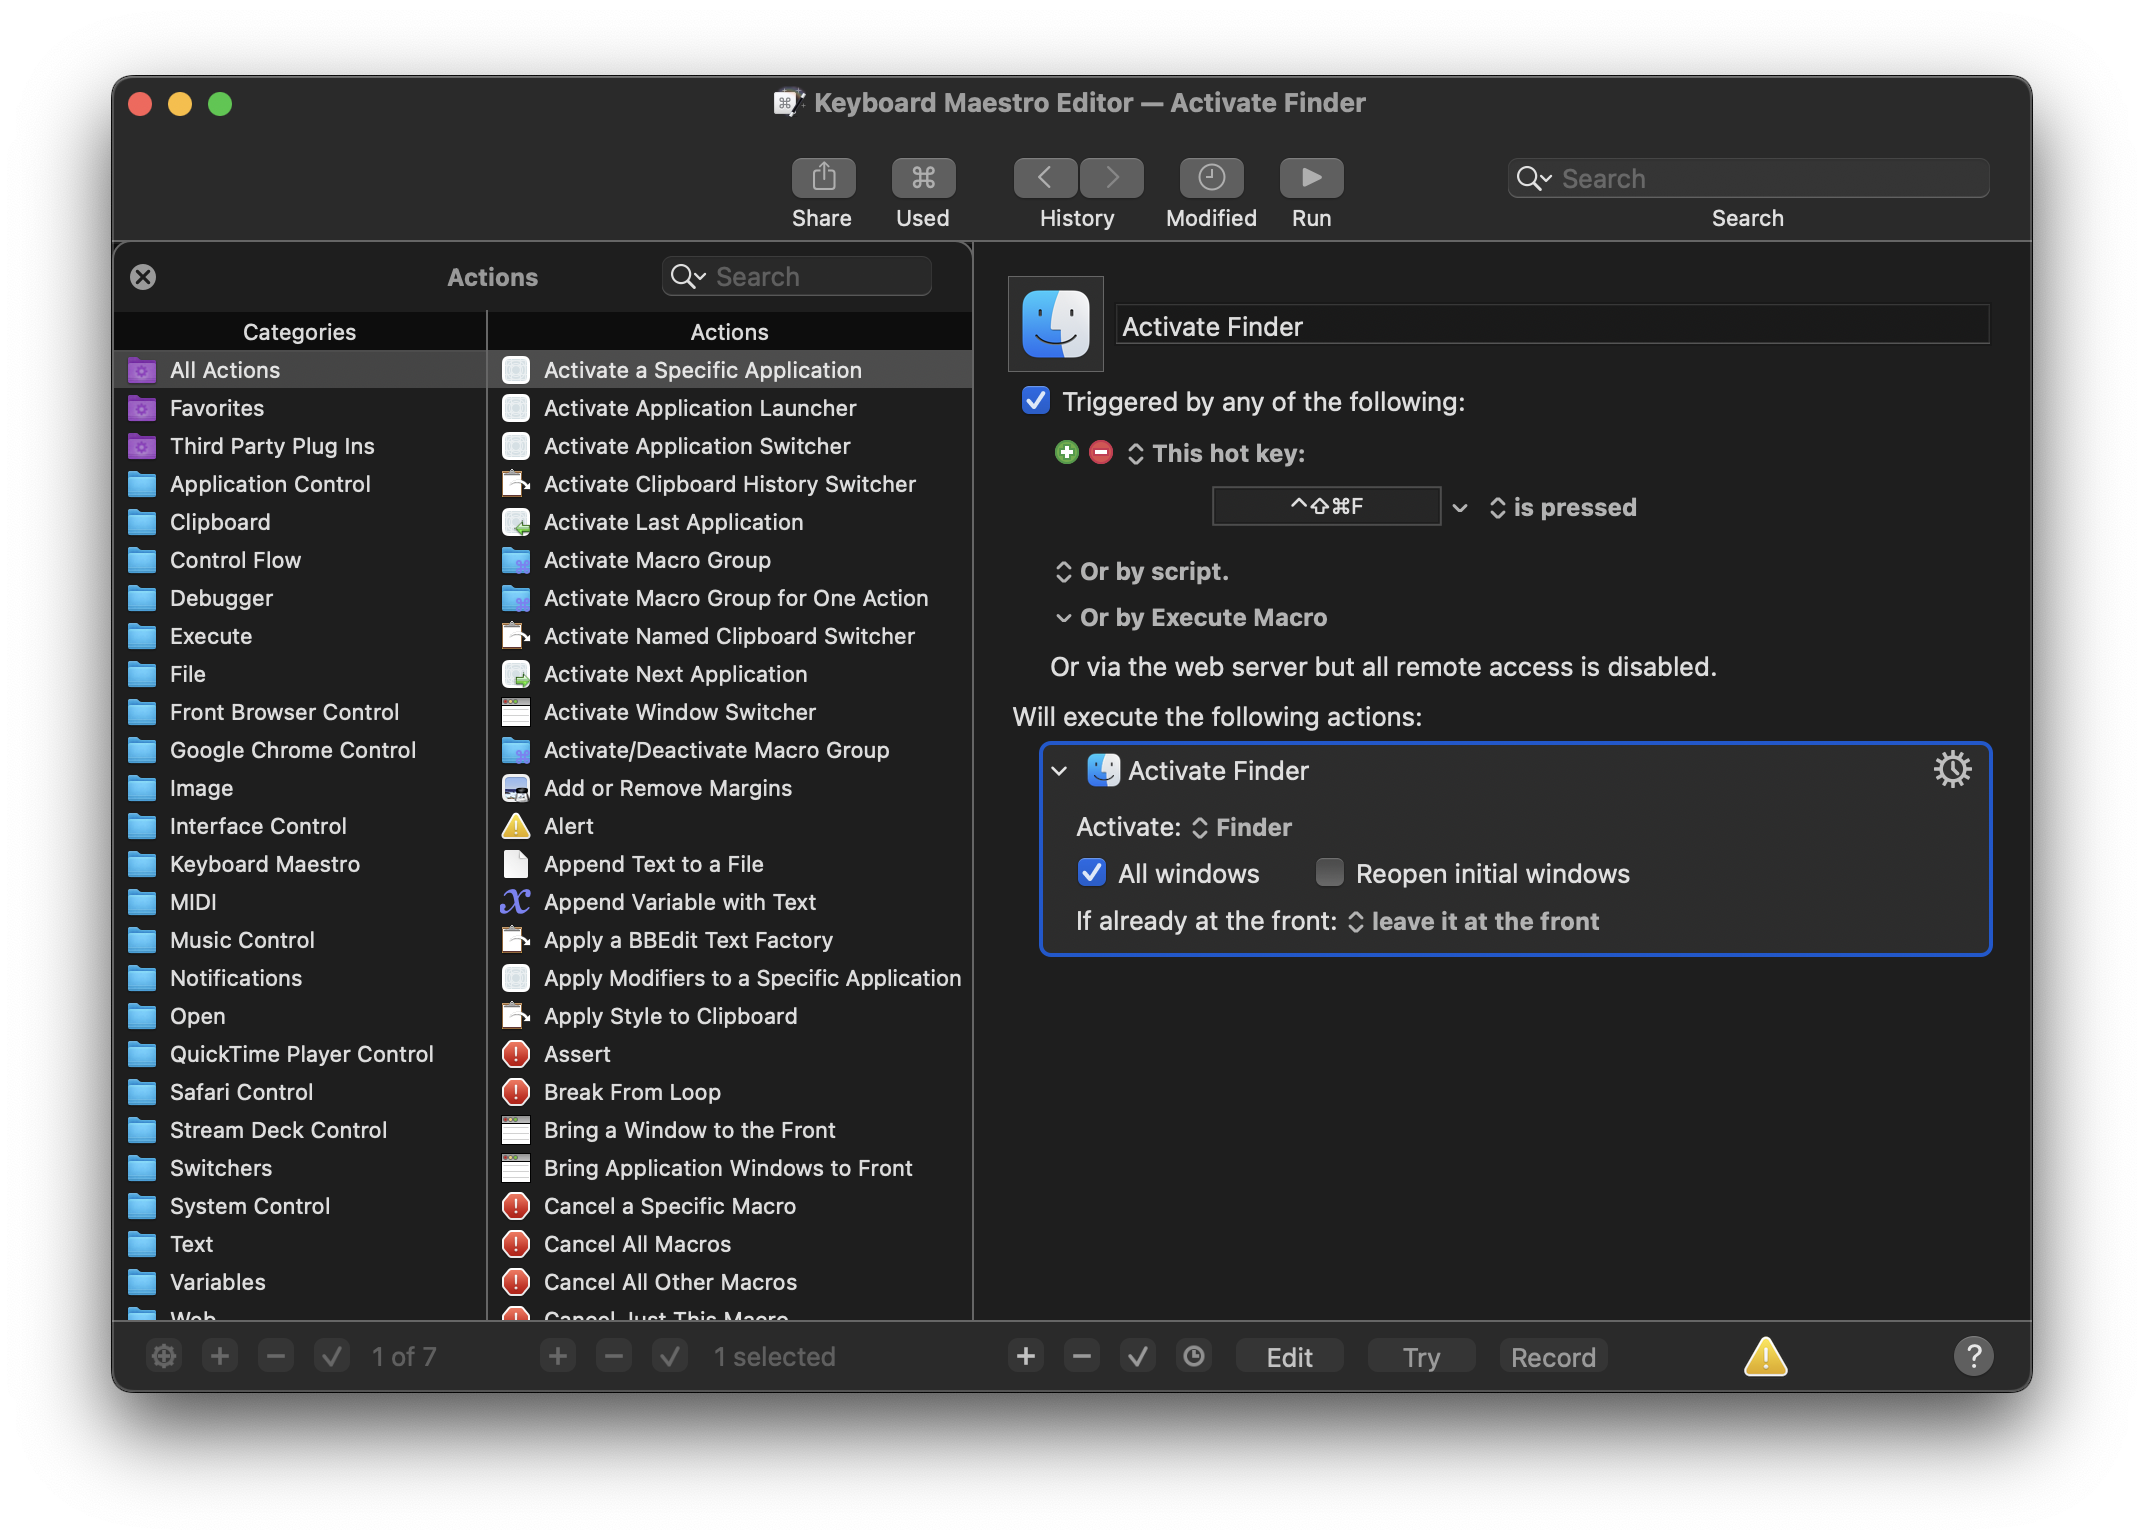 Keyboard Maestro Editor — Activate Finder
Share
Used
History
Modified
Run
Search
Search
Actions
Search
Categories
Actions
All Actions
Favorites
Third Party Plug Ins
Application Control
Clipboard
Control Flow
Debugger
Execute
File
Front Browser Control
Google Chrome Control
Image
Interface Control
Keyboard Maestro
MIDI
Music Control
Notifications
Open
QuickTime Player Control
Safari Control
Stream Deck Control
Switchers
System Control
Text
Variables
Web
Activate a Specific Application
Activate Application Launcher
Activate Application Switcher
Activate Clipboard History Switcher
Activate Last Application
Activate Macro Group
Activate Macro Group for One Action
Activate Named Clipboard Switcher
Activate Next Application
Activate Window Switcher
Activate/Deactivate Macro Group
Add or Remove Margins
Alert
Append Text to a File
Append Variable with Text
Apply a BBEdit Text Factory
Apply Modifiers to a Specific Application
Apply Style to Clipboard
Assert
Break From Loop
Bring a Window to the Front
Bring Application Windows to Front
Cancel a Specific Macro
Cancel All Macros
Cancel All Other Macros
Cancel Just This Macro
Activate Finder
Triggered by any of the following:
This hot key:
^⇧⌘F
is pressed
Or by script.
Or by Execute Macro
Or via the web server but all remote access is disabled.
Will execute the following actions:
Activate Finder
Activate: Finder
All windows
Reopen initial windows
If already at the front: leave it at the front
1 of 7
1 selected
Edit
Try
Record
?